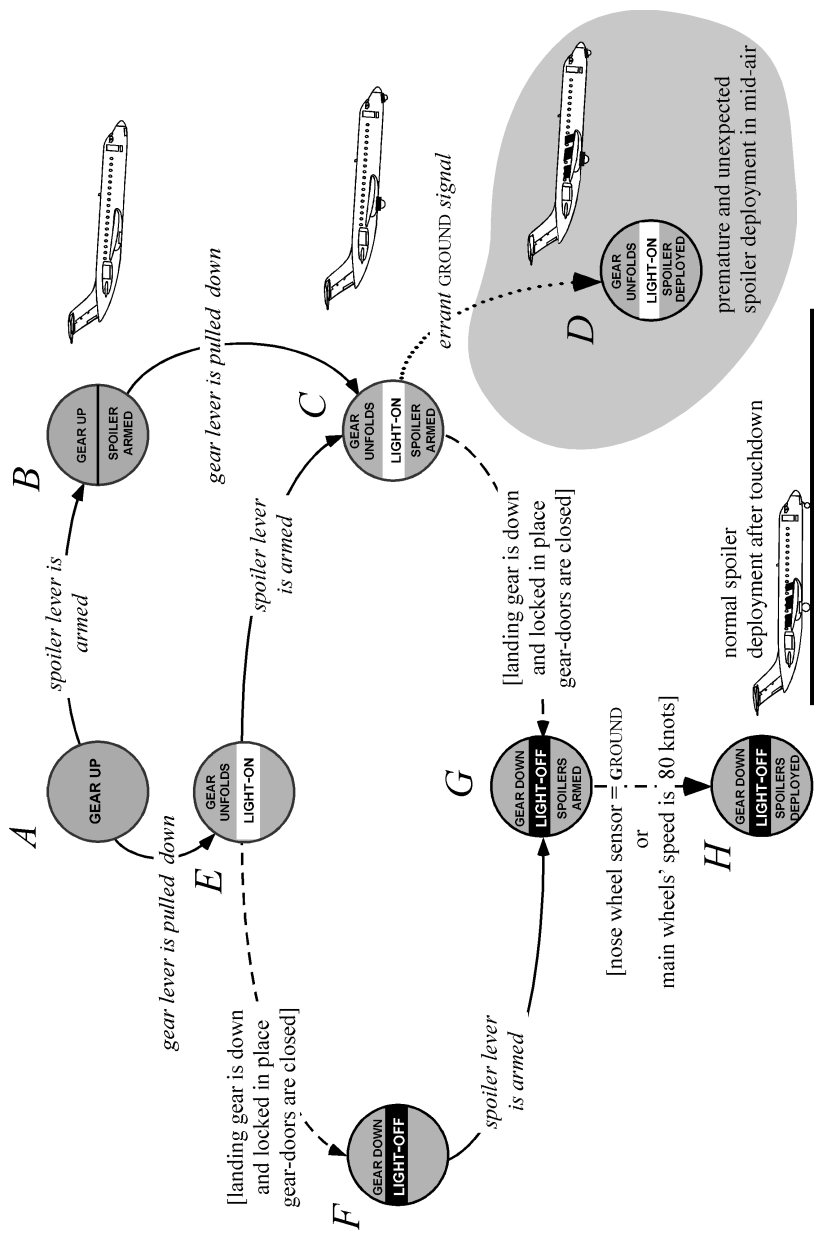 B
GEAR UP
SPOILER
ARMED
spoiler lever is
armed
gear lever is pulled down
A
GEAR UP
gear lever is pulled down
E
GEAR
UNFOLDS
LIGHT-ON
spoiler lever
is armed
C
GEAR
UNFOLDS
LIGHT-ON
SPOILER
ARMED
errant GROUND signal
D
GEAR
UNFOLDS
LIGHT-ON
SPOILER
DEPLOYED
premature and unexpected
spoiler deployment in mid-air
[landing gear is down
and locked in place
gear-doors are closed]
F
GEAR DOWN
LIGHT-OFF
spoiler lever
is armed
[landing gear is down
and locked in place
gear-doors are closed]
G
GEAR DOWN
LIGHT-OFF
SPOILERS
ARMED
[nose wheel sensor = GROUND
or
main wheels' speed is 80 knots]
H
GEAR DOWN
LIGHT-OFF
SPOILERS
DEPLOYED
normal spoiler
deployment after touchdown